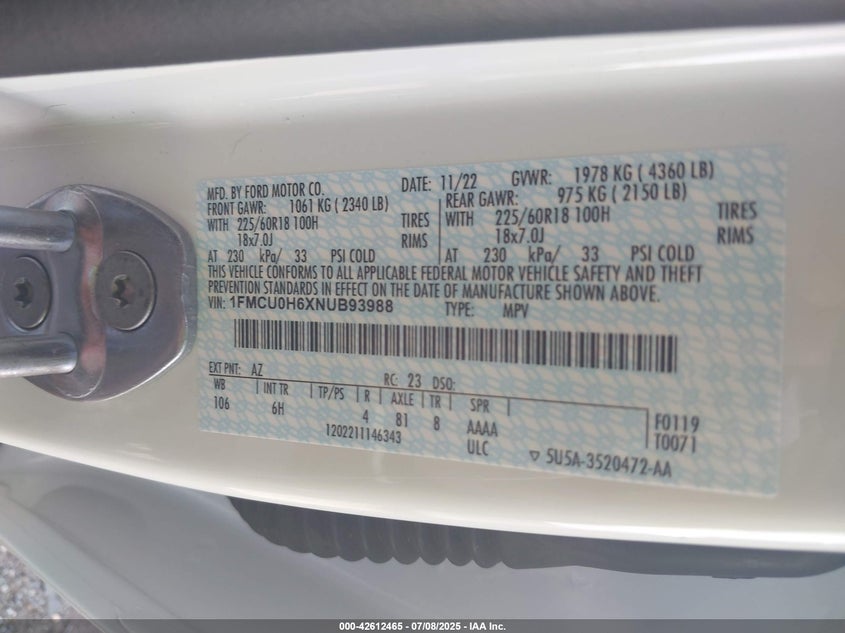 MFD. BY FORD MOTOR CO. DATE: 11/22 GVWR: 1978 KG ( 4360 LB)
FRONT GAWR: 1061 KG ( 2340 LB) REAR GAWR: 975 KG ( 2150 LB)
WITH 225/60R18 100H TIRES WITH 225/60R18 100H TIRES
18x7.0J RIMS 18x7.0J RIMS
AT 230 kPa/ 33 PSI COLD AT 230 kPa/ 33 PSI COLD
THIS VEHICLE CONFORMS TO ALL APPLICABLE FEDERAL MOTOR VEHICLE SAFETY AND THEFT
PREVENTION STANDARDS IN EFFECT ON THE DATE OF MANUFACTURE SHOWN ABOVE.
VIN: 1FMCU0H6XNUB93988 TYPE: MPV
EXT PNT: AZ RC: 23 DSO:
WB INT TR TP/PS R AXLE TR SPR
106 6H 4 81 8 AAAA F0119
1202211146343 ULC T0071
▽ 5U5A-3520472-AA
000-42612465 - 07/08/2025 - IAA Inc.